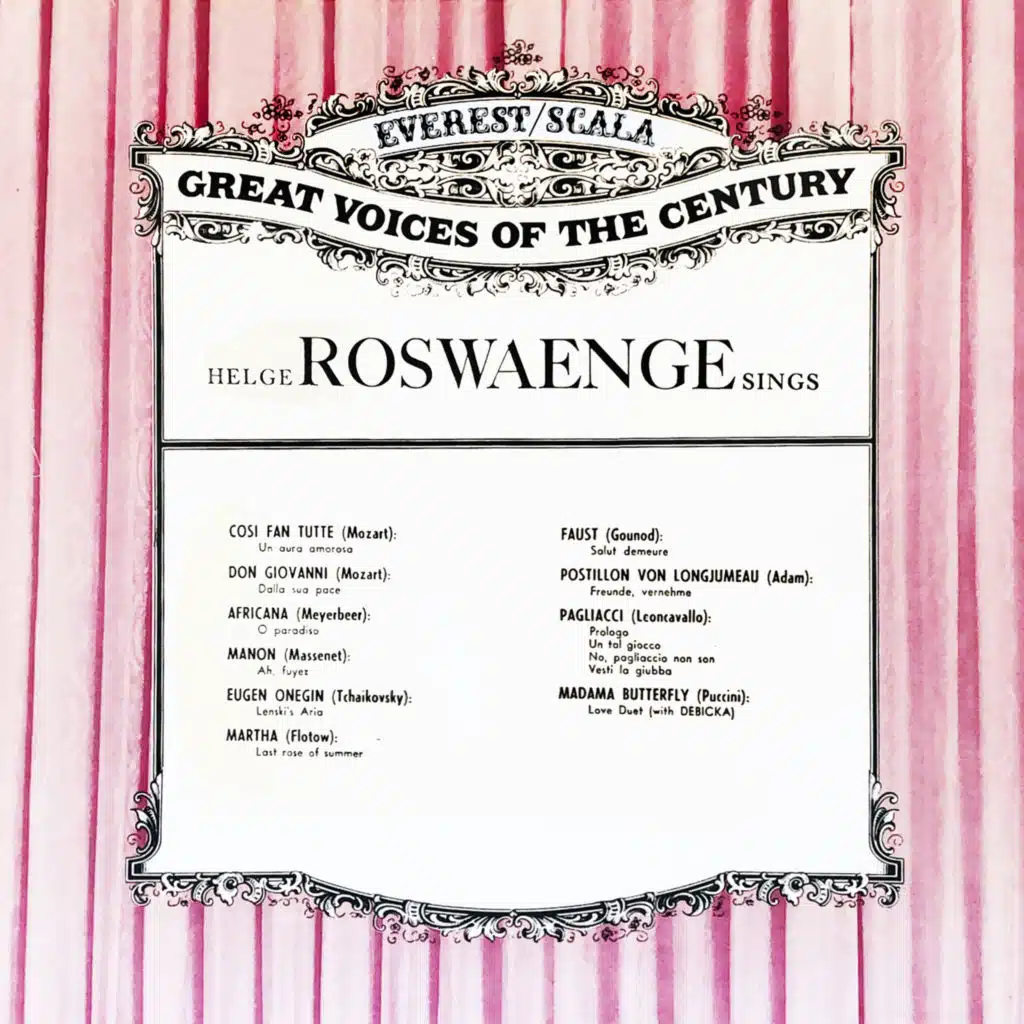 EVEREST/SCALA
GREAT VOICES OF THE CENTURY
HELGE ROSWAENGE SINGS
COSI FAN TUTTE (Mozart):
Un aura amorosa
DON GIOVANNI (Mozart):
Dalla sua pace
AFRICANA (Meyerbeer):
O paradiso
MANON (Massenet):
Ah, fuyez
EUGEN ONEGIN (Tchaikovsky):
Lenski's Aria
MARTHA (Flotow):
Last rose of summer
FAUST (Gounod):
Salut demeure
POSTILLON VON LONGJUMEAU (Adam):
Freunde, vernehme
PAGLIACCI (Leoncavallo):
Prologo
Un tal giocco
No, pagliaccio non son
Vesti la giubba
MADAMA BUTTERFLY (Puccini):
Love Duet (with DEBICKA)